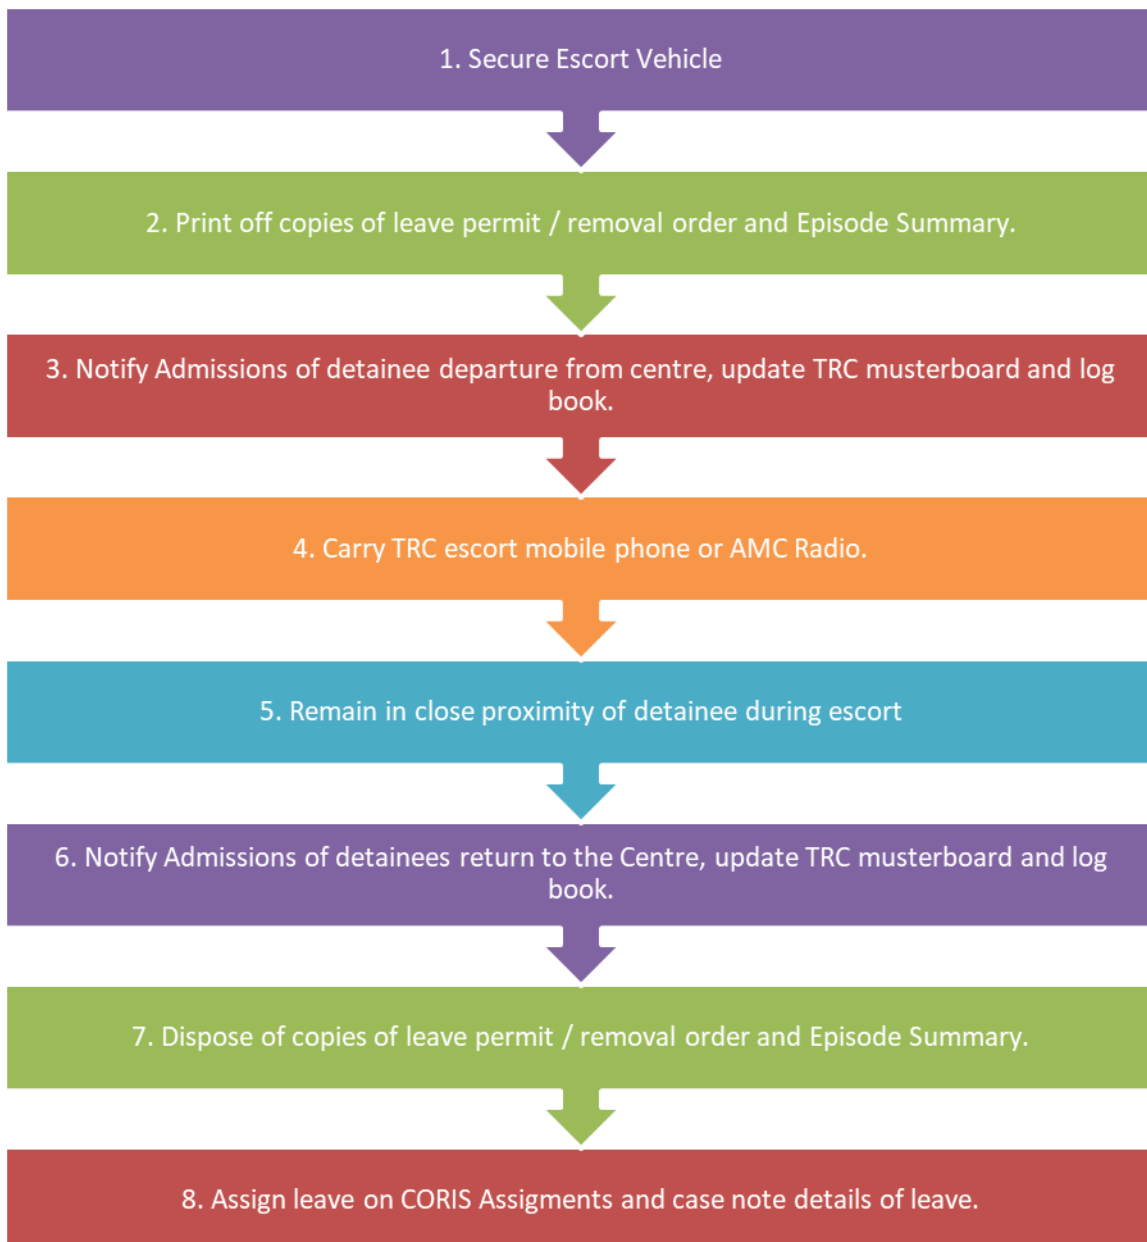 1. Secure Escort Vehicle
2. Print off copies of leave permit / removal order and Episode Summary.
3. Notify Admissions of detainee departure from centre, update TRC musterboard and log
book.
4. Carry TRC escort mobile phone or AMC Radio.
5. Remain in close proximity of detainee during escort
6. Notify Admissions of detainees return to the Centre, update TRC musterboard and log
book.
7. Dispose of copies of leave permit / removal order and Episode Summary.
8. Assign leave on CORIS Assigments and case note details of leave.